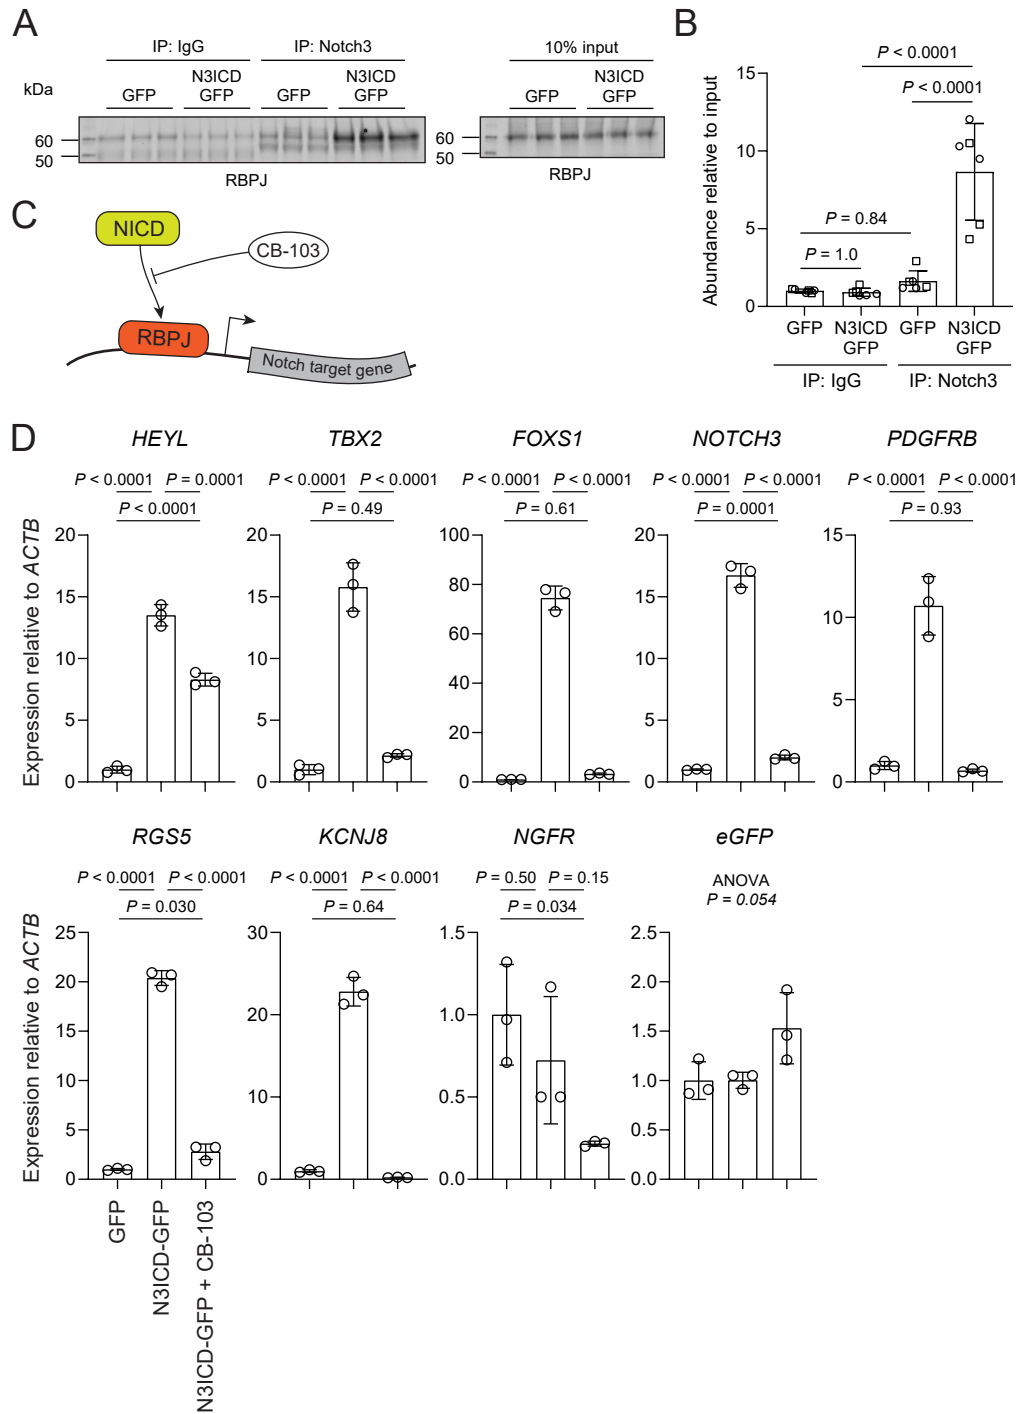 A
IP: IgG
IP: Notch3
10% input
kDa
GFP
N3ICD
GFP
GFP
N3ICD
GFP
GFP
N3ICD
GFP
60
50
60
50
RBPJ
RBPJ
B
P < 0.0001
P < 0.0001
P = 0.84
P = 1.0
Abundance relative to input
15
10
5
0
GFP
N3ICD
GFP
GFP
N3ICD
GFP
IP: IgG
IP: Notch3
C
NICD
CB-103
RBPJ
Notch target gene
D
HEYL
P < 0.0001 P = 0.0001
P < 0.0001
Expression relative to ACTB
20
15
10
5
0
TBX2
P < 0.0001 P < 0.0001
P = 0.49
20
15
10
5
0
FOXS1
P < 0.0001 P < 0.0001
P = 0.61
100
80
60
40
20
0
NOTCH3
P < 0.0001 P < 0.0001
P = 0.0001
20
15
10
5
0
PDGFRB
P < 0.0001 P < 0.0001
P = 0.93
15
10
5
0
RGS5
P < 0.0001 P < 0.0001
P = 0.030
Expression relative to ACTB
25
20
15
10
5
0
GFP
N3ICD-GFP
N3ICD-GFP + CB-103
KCNJ8
P < 0.0001 P < 0.0001
P = 0.64
30
20
10
0
NGFR
P = 0.50 P = 0.15
P = 0.034
1.5
1.0
0.5
0.0
eGFP
ANOVA
P = 0.054
2.5
2.0
1.5
1.0
0.5
0.0